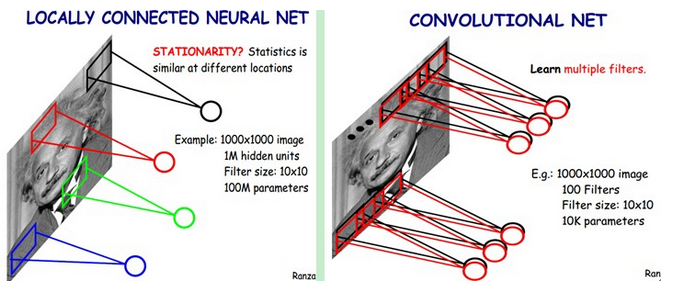 LOCALLY CONNECTED NEURAL NET
STATIONARITY? Statistics is
similar at different locations
Example: 1000x1000 image
1M hidden units
Filter size: 10x10
100M parameters
Ranza
CONVOLUTIONAL NET
Learn multiple filters.
E.g.: 1000x1000 image
100 Filters
Filter size: 10x10
10K parameters
Ran